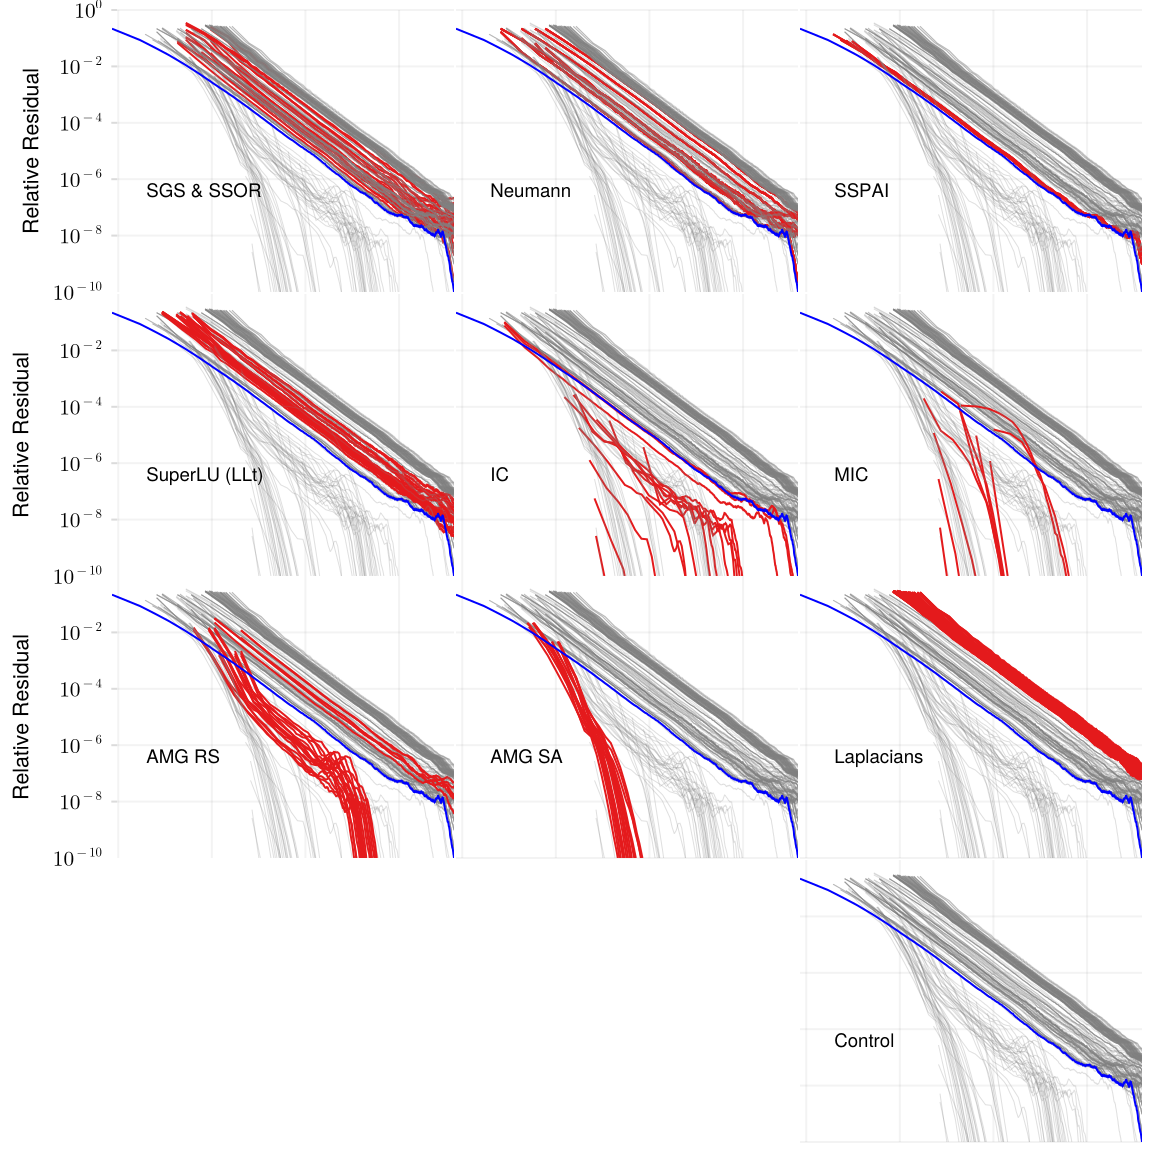 10⁰
10⁻²
10⁻⁴
10⁻⁶
10⁻⁸
10⁻¹⁰
Relative Residual
SGS & SSOR
Neumann
SSPAI
10⁻²
10⁻⁴
10⁻⁶
10⁻⁸
10⁻¹⁰
Relative Residual
SuperLU (LLt)
IC
MIC
10⁻²
10⁻⁴
10⁻⁶
10⁻⁸
10⁻¹⁰
Relative Residual
AMG RS
AMG SA
Laplacians
Control